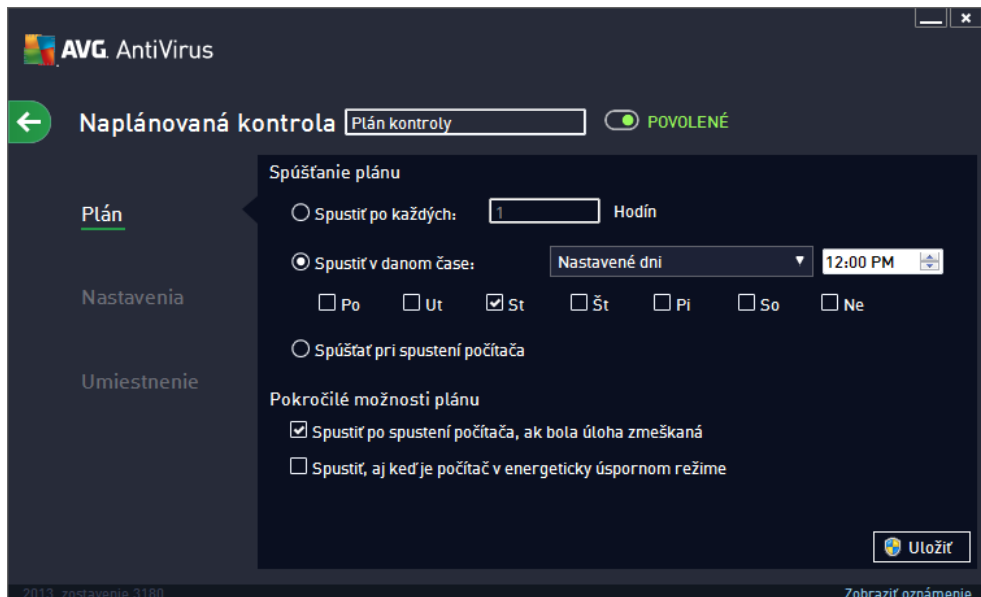 AVG. AntiVirus
Naplánovaná kontrola Plán kontroly POVOLENÉ
Spúšťanie plánu
Plán
Spustiť po každých: 1 Hodín
Spustiť v danom čase: Nastavené dni 12:00 PM
Nastavenia
Po Ut St Št Pi So Ne
Spúšťať pri spustení počítača
Umiestnenie
Pokročilé možnosti plánu
Spustiť po spustení počítača, ak bola úloha zmeškaná
Spustiť, aj keď je počítač v energeticky úspornom režime
Uložiť
2013, zostavenie 3180 Zobraziť oznámenie